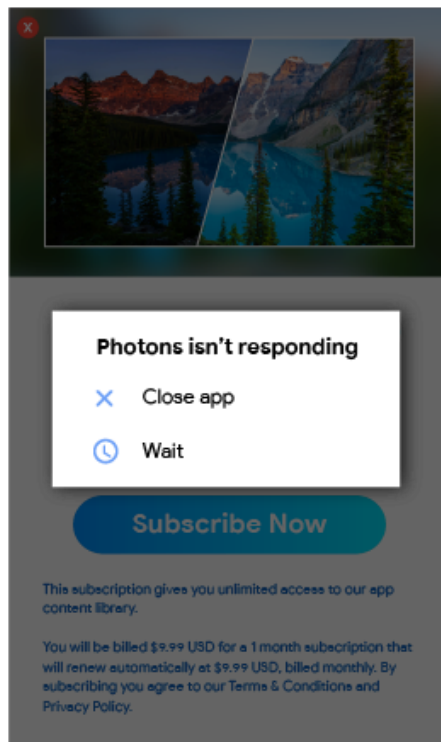 X
Photons isn't responding
Close app
Wait
Subscribe Now
This subscription gives you unlimited access to our app
content library.
You will be billed $9.99 USD for a 1 month subscription that
will renew automatically at $9.99 USD, billed monthly. By
subscribing you agree to our Terms & Conditions and
Privacy Policy.